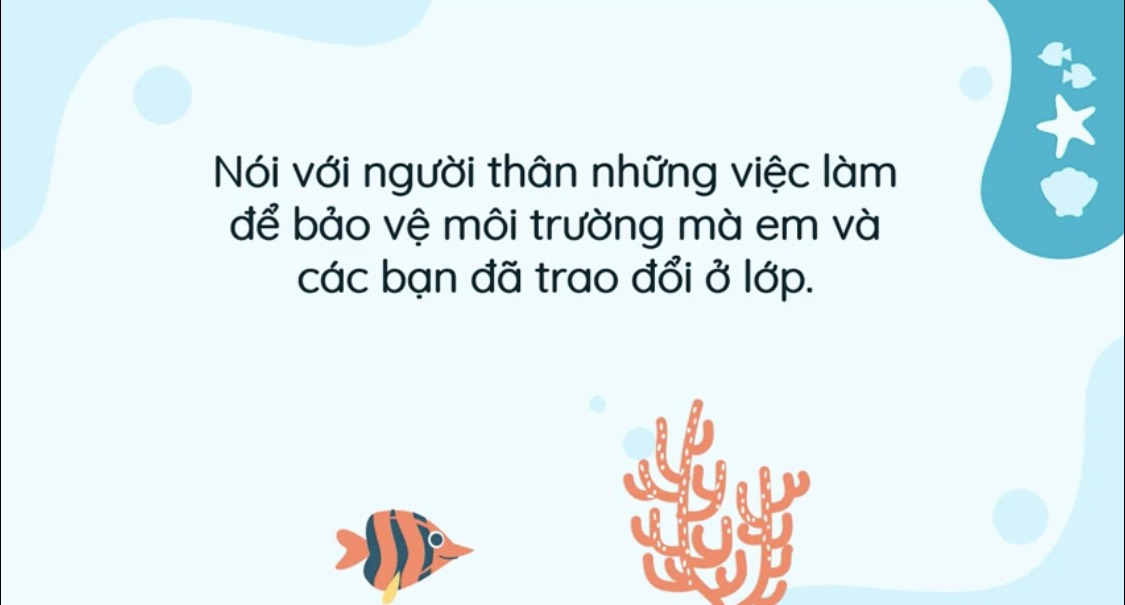 Nói với người thân những việc làm
để bảo vệ môi trường mà em và
các bạn đã trao đổi ở lớp.